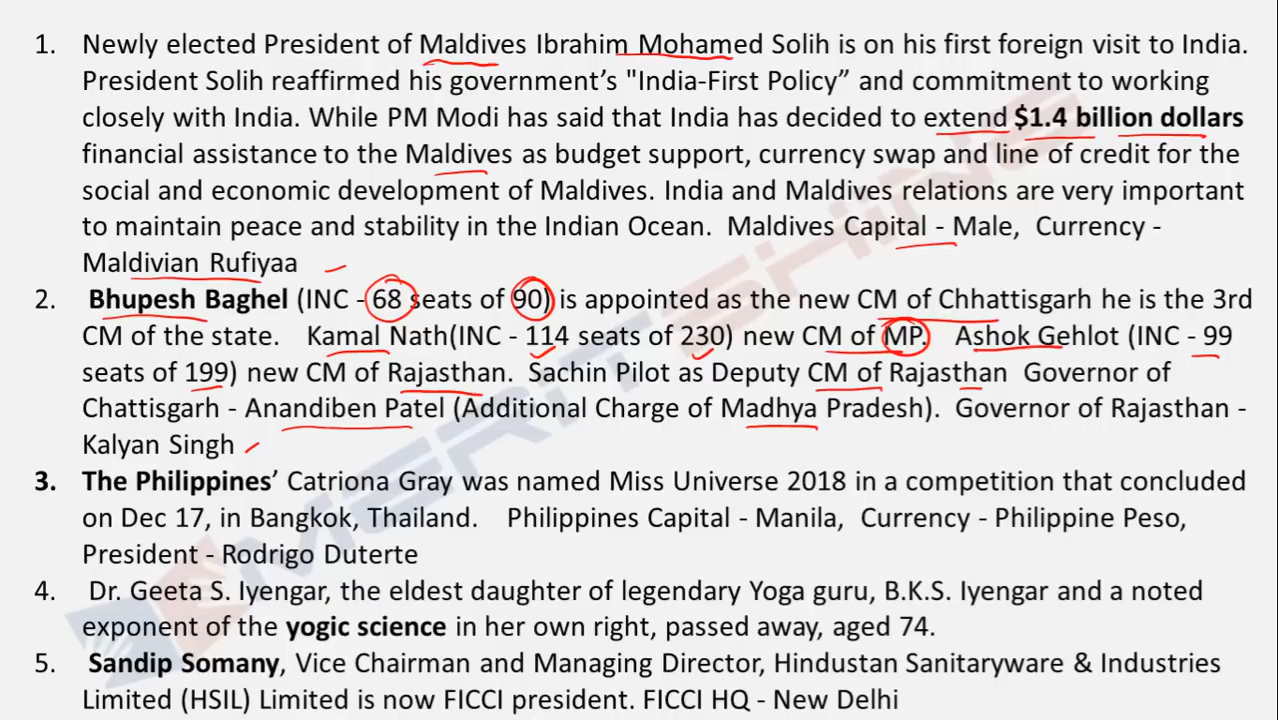 1. Newly elected President of Maldives Ibrahim Mohamed Solih is on his first foreign visit to India.
President Solih reaffirmed his government’s "India-First Policy” and commitment to working
closely with India. While PM Modi has said that India has decided to extend $1.4 billion dollars
financial assistance to the Maldives as budget support, currency swap and line of credit for the
social and economic development of Maldives. India and Maldives relations are very important
to maintain peace and stability in the Indian Ocean. Maldives Capital - Male, Currency -
Maldivian Rufiyaa
2. Bhupesh Baghel (INC - 68 seats of 90) is appointed as the new CM of Chhattisgarh he is the 3rd
CM of the state. Kamal Nath(INC - 114 seats of 230) new CM of MP. Ashok Gehlot (INC - 99
seats of 199) new CM of Rajasthan. Sachin Pilot as Deputy CM of Rajasthan Governor of
Chattisgarh - Anandiben Patel (Additional Charge of Madhya Pradesh). Governor of Rajasthan -
Kalyan Singh
3. The Philippines’ Catriona Gray was named Miss Universe 2018 in a competition that concluded
on Dec 17, in Bangkok, Thailand. Philippines Capital - Manila, Currency - Philippine Peso,
President - Rodrigo Duterte
4. Dr. Geeta S. Iyengar, the eldest daughter of legendary Yoga guru, B.K.S. Iyengar and a noted
exponent of the yogic science in her own right, passed away, aged 74.
5. Sandip Somany, Vice Chairman and Managing Director, Hindustan Sanitaryware & Industries
Limited (HSIL) Limited is now FICCI president. FICCI HQ - New Delhi
MERIT SHINE